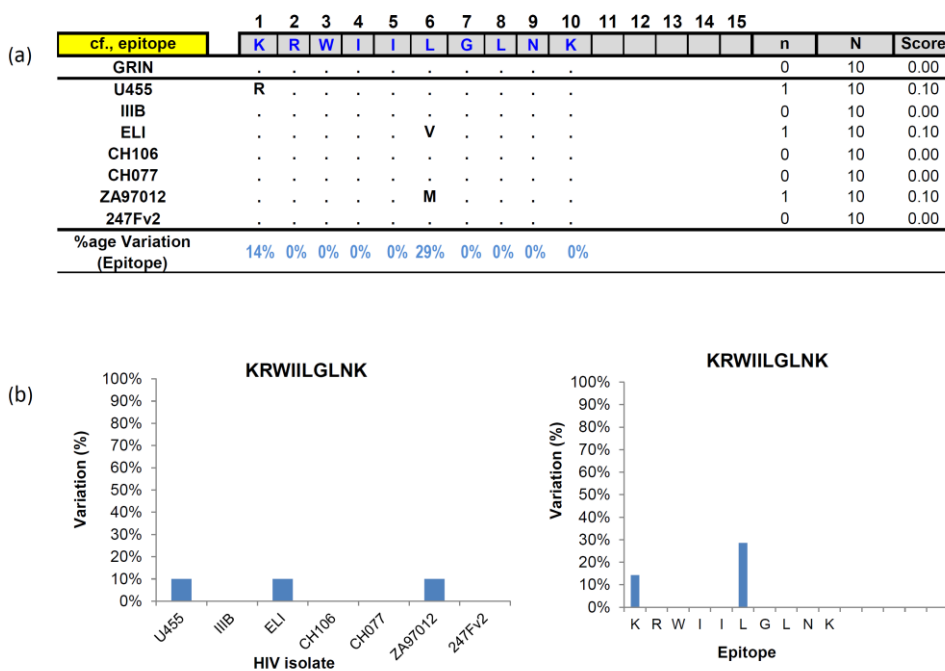 (a)
1 2 3 4 5 6 7 8 9 10 11 12 13 14 15
cf., epitope K R W I I L G L N K n N Score
GRIN . . . . . . . . . . 0 10 0.00
U455 R . . . . . . . . . 1 10 0.10
IIIB . . . . . . . . . . 0 10 0.00
ELI . . . . . V . . . . 1 10 0.10
CH106 . . . . . . . . . . 0 10 0.00
CH077 . . . . . . . . . . 0 10 0.00
ZA97012 . . . . . M . . . . 1 10 0.10
247Fv2 . . . . . . . . . . 0 10 0.00
%age Variation
(Epitope) 14% 0% 0% 0% 0% 29% 0% 0% 0% 0%
(b)
KRWIILGLNK
Variation (%)
100%
90%
80%
70%
60%
50%
40%
30%
20%
10%
0%
U455 IIIB ELI CH106 CH077 ZA97012 247Fv2
HIV isolate
KRWIILGLNK
Variation (%)
100%
90%
80%
70%
60%
50%
40%
30%
20%
10%
0%
K R W I I L G L N K
Epitope